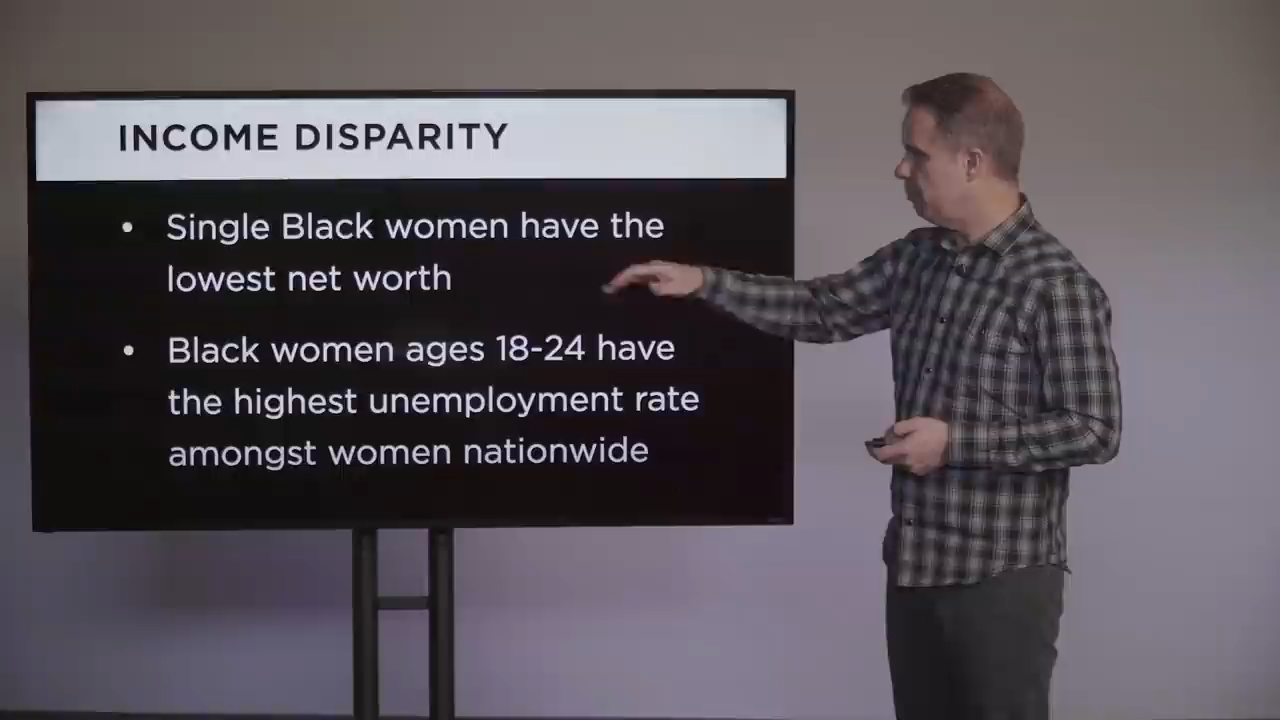 INCOME DISPARITY
• Single Black women have the
lowest net worth
• Black women ages 18-24 have
the highest unemployment rate
amongst women nationwide